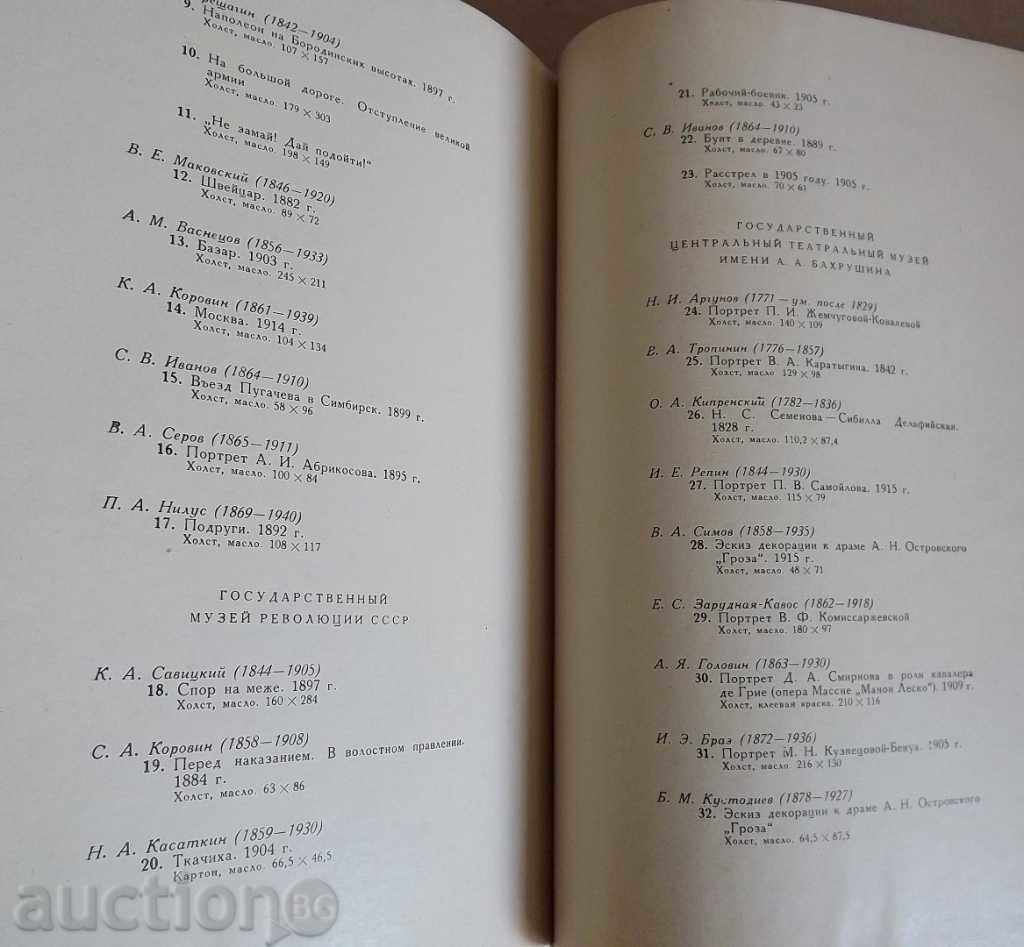 рещагин (1842—1904)
9. Наполеон на Бородинских высотах. 1897 г.
Холст, масло. 107 × 157
10. На большой дороге. Отступление великой
армии
Холст, масло. 179 × 303
11. „Не замай! Дай подойти!“
Холст, масло. 198 × 149
В. Е. Маковский (1846—1920)
12. Швейцар. 1882 г.
Холст, масло. 89 × 72
А. М. Васнецов (1856—1933)
13. Базар. 1903 г.
Холст, масло. 245 × 211
К. А. Коровин (1861—1939)
14. Москва. 1914 г.
Холст, масло. 104 × 134
С. В. Иванов (1864—1910)
15. Въезд Пугачева в Симбирск. 1899 г.
Холст, масло. 58 × 96
В. А. Серов (1865—1911)
16. Портрет А. И. Абрикосова. 1895 г.
Холст, масло. 100 × 84
П. А. Нилус (1869—1940)
17. Подруги. 1892 г.
Холст, масло. 108 × 117
ГОСУДАРСТВЕННЫЙ
МУЗЕЙ РЕВОЛЮЦИИ СССР
К. А. Савицкий (1844—1905)
18. Спор на меже. 1897 г.
Холст, масло. 160 × 284
С. А. Коровин (1858—1908)
19. Перед наказанием. В волостном правлении.
1884 г.
Холст, масло. 63 × 86
Н. А. Касаткин (1859—1930)
20. Ткачиха. 1904 г.
Картон, масло. 66,5 × 46,5
21. Рабочий-боевик. 1905 г.
Холст, масло. 43 × 23
С. В. Иванов (1864—1910)
22. Бунт в деревне. 1889 г.
Холст, масло. 67 × 80
23. Расстрел в 1905 году. 1905 г.
Холст, масло. 70 × 61
ГОСУДАРСТВЕННЫЙ
ЦЕНТРАЛЬНЫЙ ТЕАТРАЛЬНЫЙ МУЗЕЙ
ИМЕНИ А. А. БАХРУШИНА
Н. И. Аргунов (1771 — ум. после 1829)
24. Портрет П. И. Жемчуговой-Ковалевой
Холст, масло. 140 × 109
В. А. Тропинин (1776—1857)
25. Портрет В. А. Каратыгина. 1842 г.
Холст, масло 129 × 98
О. А. Кипренский (1782—1836)
26. Н. С. Семенова—Сибилла Делафийская.
1828 г.
Холст, масло. 110,2 × 87,4
И. Е. Репин (1844—1930)
27. Портрет П. В. Самойлова. 1915 г.
Холст, масло. 115 × 79
В. А. Симов (1858—1935)
28. Эскиз декорации к драме А. Н. Островского
„Гроза“. 1915 г.
Холст, масло. 48 × 71
Е. С. Зарудная-Кавос (1862—1918)
29. Портрет В. Ф. Комиссаржевской
Холст, масло. 180 × 97
А. Я. Головин (1863—1930)
30. Портрет Д. А. Смирнова в роли кавалера
де Грие (опера Массне „Манон Леско“). 1909 г.
Холст, клеевая краска. 210 × 116
И. Э. Браз (1872—1936)
31. Портрет М. Н. Кузнецовой-Бенуа. 1905 г.
Холст, масло. 216 × 130
Б. М. Кустодиев (1878—1927)
32. Эскиз декорации к драме А. Н. Островского
„Гроза“
Холст, масло. 64,5 × 87,5
auction BG